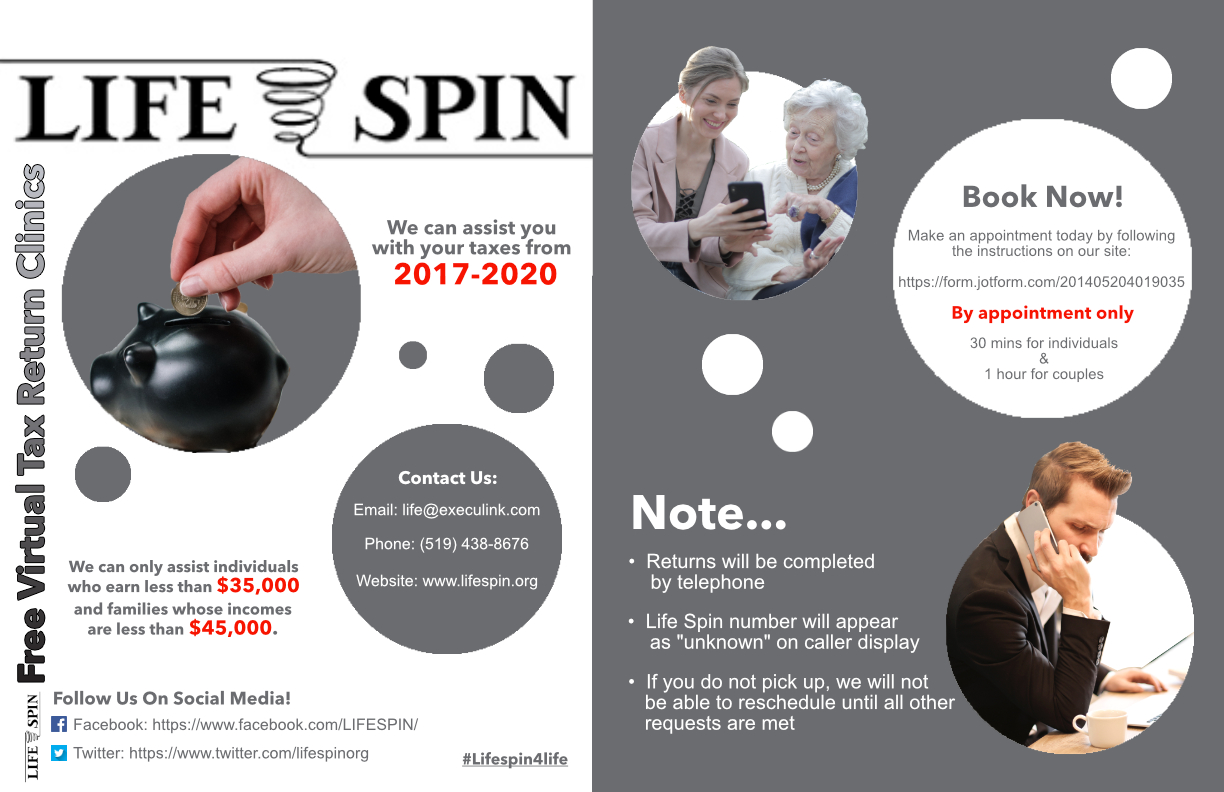 LIFE SPIN
Free Virtual Tax Return Clinics
We can assist you
with your taxes from
2017-2020
Contact Us:
Email: life@execulink.com
Phone: (519) 438-8676
Website: www.lifespin.org
We can only assist individuals
who earn less than $35,000
and families whose incomes
are less than $45,000.
LIFE SPIN
Follow Us On Social Media!
Facebook: https://www.facebook.com/LIFESPIN/
Twitter: https://www.twitter.com/lifespinorg
#Lifespin4life
Book Now!
Make an appointment today by following
the instructions on our site:
https://form.jotform.com/201405204019035
By appointment only
30 mins for individuals
&
1 hour for couples
Note...
• Returns will be completed
by telephone
• Life Spin number will appear
as "unknown" on caller display
• If you do not pick up, we will not
be able to reschedule until all other
requests are met